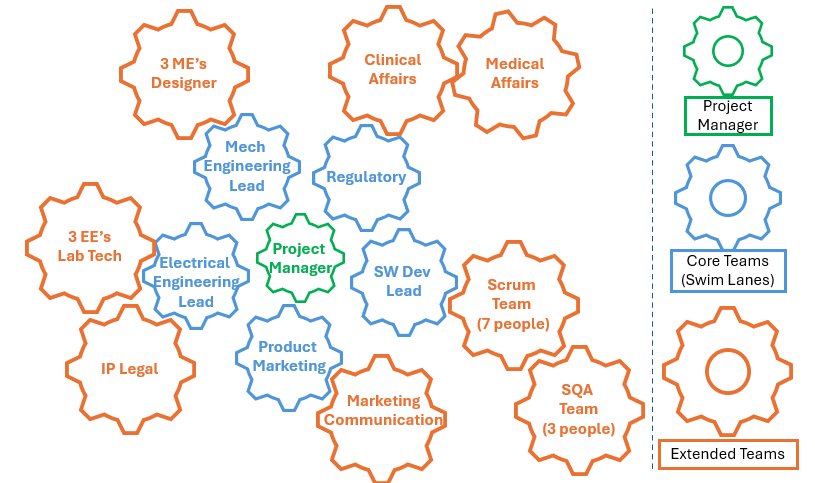 3 ME's
Designer
Clinical
Affairs
Medical
Affairs
Mech
Engineering
Lead
Regulatory
3 EE's
Lab Tech
Electrical
Engineering
Lead
Project
Manager
SW Dev
Lead
Scrum
Team
(7 people)
IP Legal
Product
Marketing
Marketing
Communication
SQA
Team
(3 people)
Project
Manager
Core Teams
(Swim Lanes)
Extended Teams